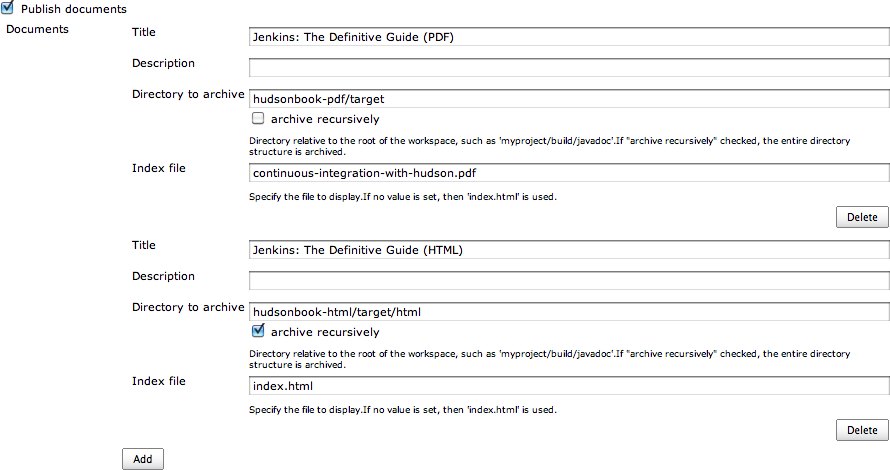 Publish documents
Documents
Title
Jenkins: The Definitive Guide (PDF)
Description
Directory to archive
hudsonbook-pdf/target
archive recursively
Directory relative to the root of the workspace, such as 'myproject/build/javadoc'.If "archive recursively" checked, the entire directory
structure is archived.
Index file
continuous-integration-with-hudson.pdf
Specify the file to display.If no value is set, then 'index.html' is used.
Delete
Title
Jenkins: The Definitive Guide (HTML)
Description
Directory to archive
hudsonbook-html/target/html
archive recursively
Directory relative to the root of the workspace, such as 'myproject/build/javadoc'.If "archive recursively" checked, the entire directory
structure is archived.
Index file
index.html
Specify the file to display.If no value is set, then 'index.html' is used.
Delete
Add